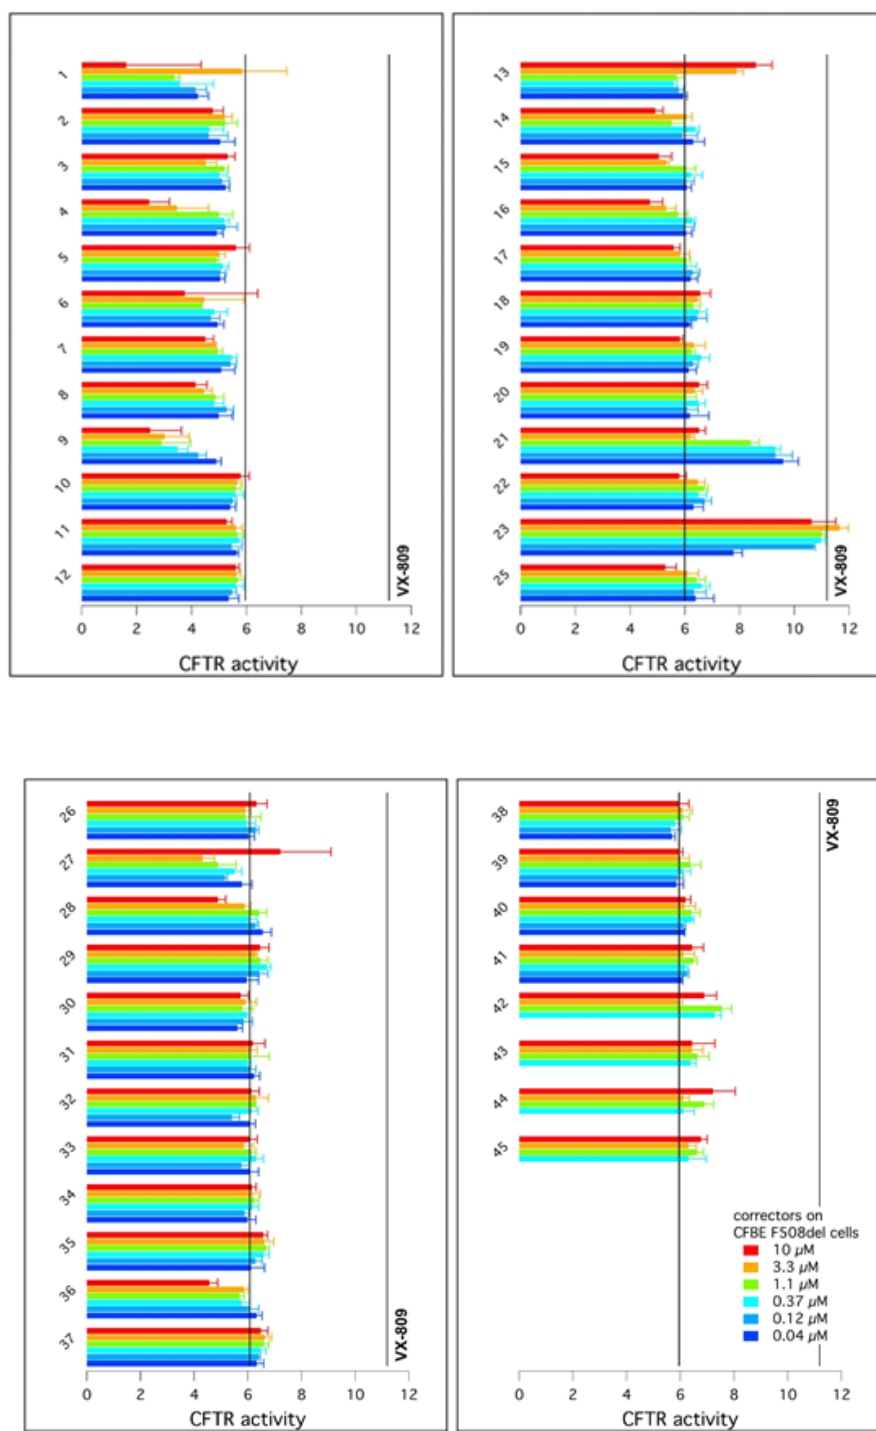 1
2
3
4
5
6
7
8
9
10
11
12
VX-809
0 2 4 6 8 10 12
CFTR activity
13
14
15
16
17
18
19
20
21
22
23
25
VX-809
0 2 4 6 8 10 12
CFTR activity
26
27
28
29
30
31
32
33
34
35
36
37
VX-809
0 2 4 6 8 10 12
CFTR activity
38
39
40
41
42
43
44
45
VX-809
correctors on
CFBE F508del cells
10 µM
3.3 µM
1.1 µM
0.37 µM
0.12 µM
0.04 µM
0 2 4 6 8 10 12
CFTR activity